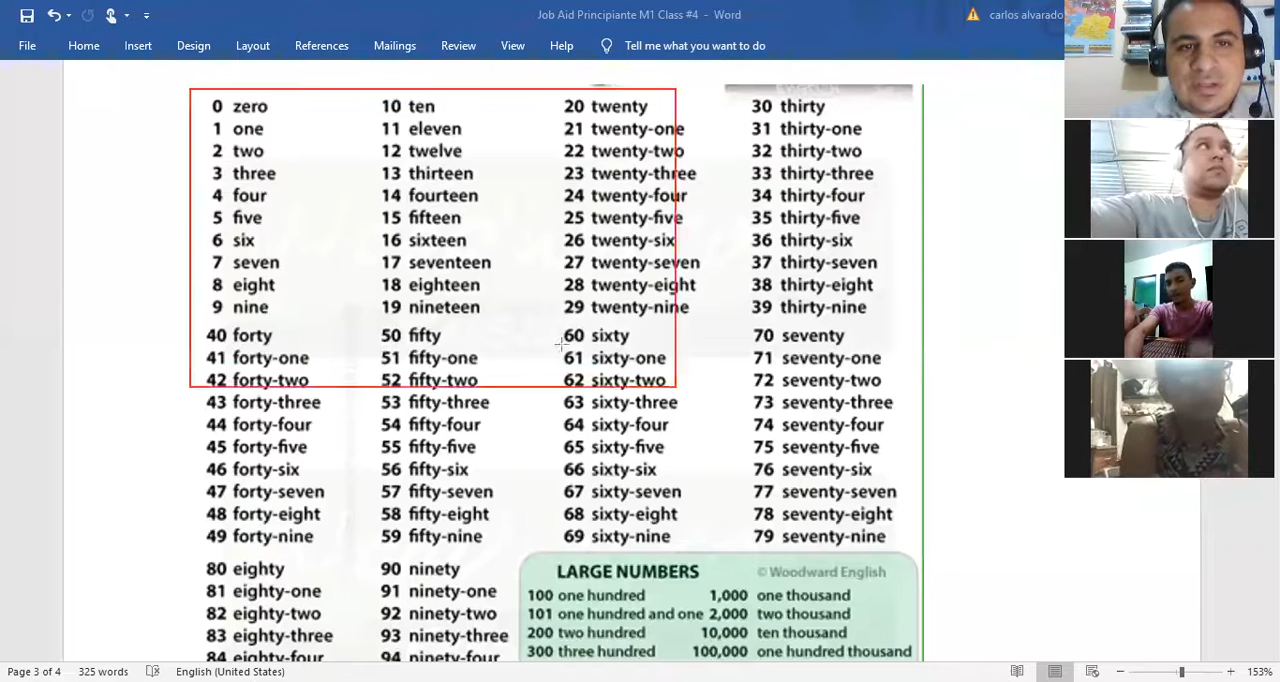 Job Aid Principiante M1 Class #4 - Word
carlos alvarado
File Home Insert Design Layout References Mailings Review View Help Tell me what you want to do
0 zero 10 ten 20 twenty 30 thirty
1 one 11 eleven 21 twenty-one 31 thirty-one
2 two 12 twelve 22 twenty-two 32 thirty-two
3 three 13 thirteen 23 twenty-three 33 thirty-three
4 four 14 fourteen 24 twenty-four 34 thirty-four
5 five 15 fifteen 25 twenty-five 35 thirty-five
6 six 16 sixteen 26 twenty-six 36 thirty-six
7 seven 17 seventeen 27 twenty-seven 37 thirty-seven
8 eight 18 eighteen 28 twenty-eight 38 thirty-eight
9 nine 19 nineteen 29 twenty-nine 39 thirty-nine
40 forty 50 fifty 60 sixty 70 seventy
41 forty-one 51 fifty-one 61 sixty-one 71 seventy-one
42 forty-two 52 fifty-two 62 sixty-two 72 seventy-two
43 forty-three 53 fifty-three 63 sixty-three 73 seventy-three
44 forty-four 54 fifty-four 64 sixty-four 74 seventy-four
45 forty-five 55 fifty-five 65 sixty-five 75 seventy-five
46 forty-six 56 fifty-six 66 sixty-six 76 seventy-six
47 forty-seven 57 fifty-seven 67 sixty-seven 77 seventy-seven
48 forty-eight 58 fifty-eight 68 sixty-eight 78 seventy-eight
49 forty-nine 59 fifty-nine 69 sixty-nine 79 seventy-nine
80 eighty 90 ninety LARGE NUMBERS © Woodward English
81 eighty-one 91 ninety-one 100 one hundred 1,000 one thousand
82 eighty-two 92 ninety-two 101 one hundred and one 2,000 two thousand
83 eighty-three 93 ninety-three 200 two hundred 10,000 ten thousand
84 eighty-four 94 ninety-four 300 three hundred 100,000 one hundred thousand
Page 3 of 4 325 words English (United States) 153%